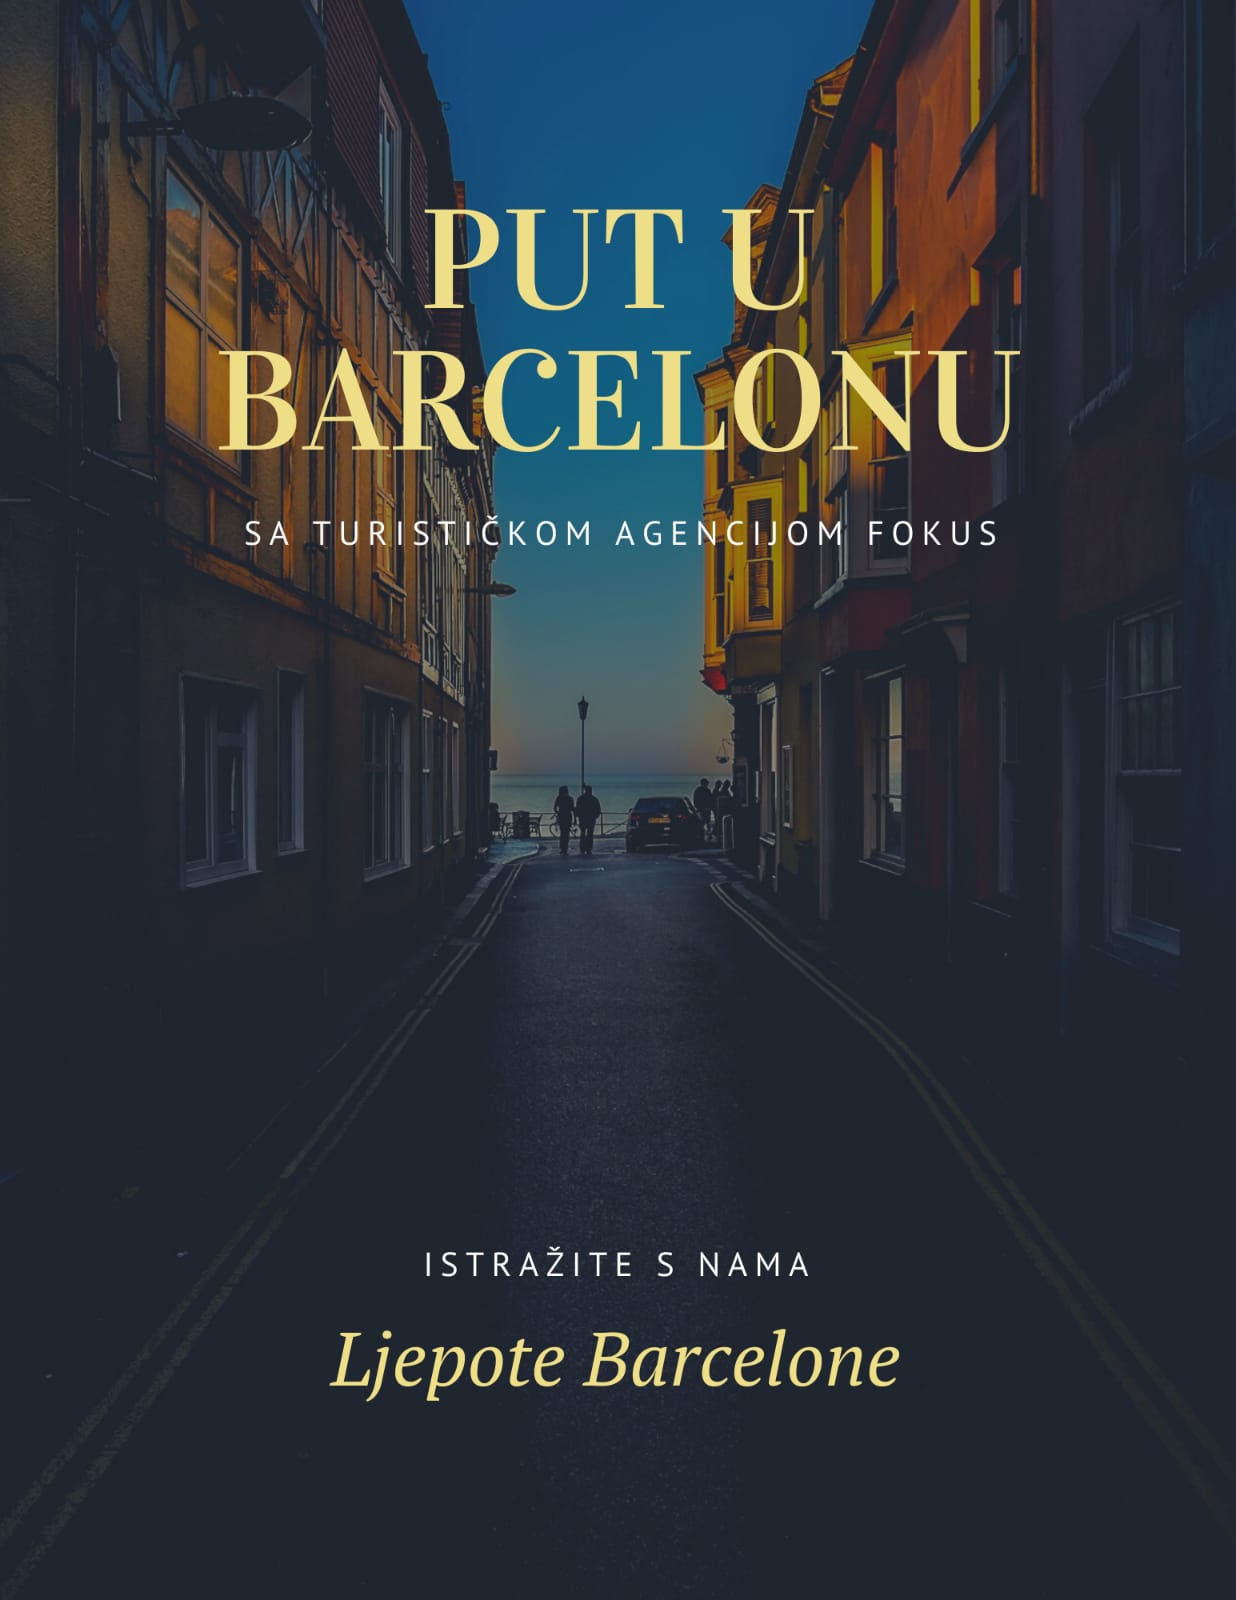 PUT U
BARCELONU
SA TURISTIČKOM AGENCIJOM FOKUS
ISTRAŽITE S NAMA
Ljepote Barcelone